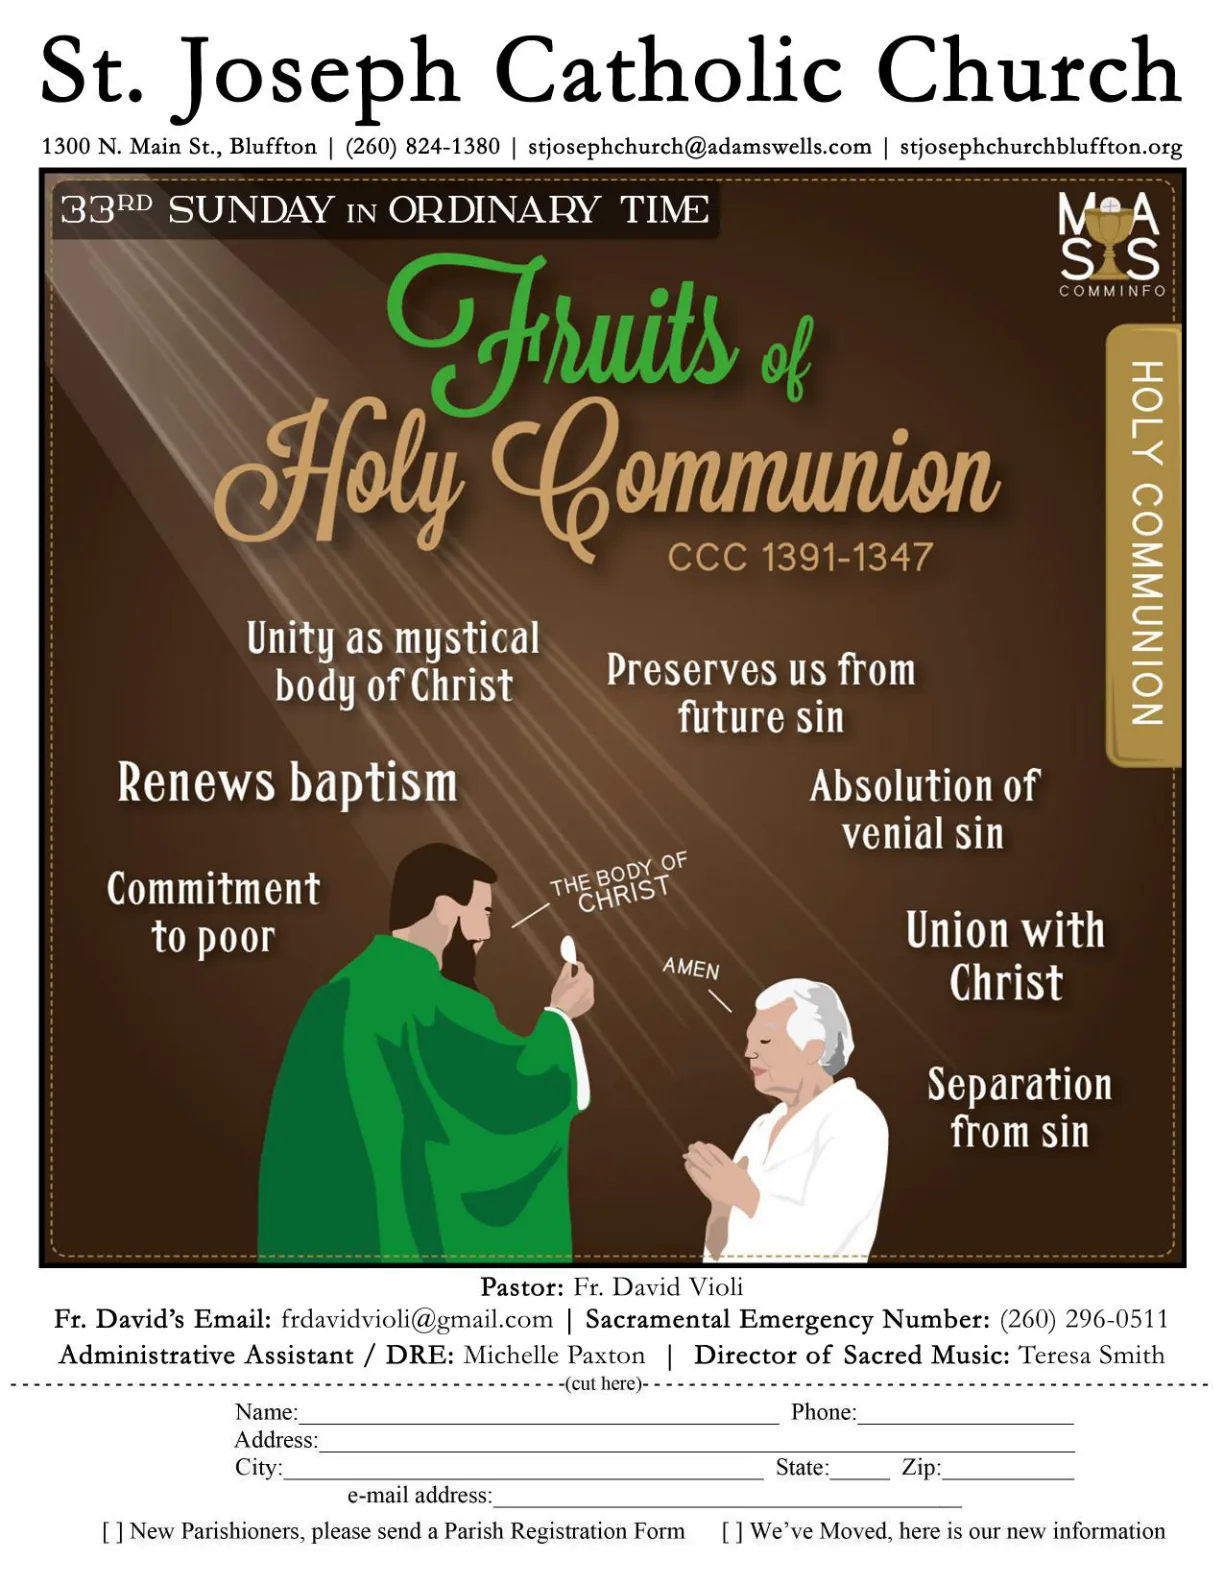 St. Joseph Catholic Church
1300 N. Main St., Bluffton | (260) 824-1380 | stjosephchurch@adamswells.com | stjosephchurchbluffton.org
33RD SUNDAY IN ORDINARY TIME
MASS
COMMINFO
Fruits of
Holy Communion
CCC 1391-1347
HOLY COMMUNION
Unity as mystical
body of Christ
Preserves us from
future sin
Renews baptism
Absolution of
venial sin
Commitment
to poor
THE BODY OF
CHRIST
AMEN
Union with
Christ
Separation
from sin
Pastor: Fr. David Violi
Fr. David's Email: frdavidvioli@gmail.com | Sacramental Emergency Number: (260) 296-0511
Administrative Assistant / DRE: Michelle Paxton | Director of Sacred Music: Teresa Smith
(cut here)
Name: Phone:
Address:
City: State: Zip:
e-mail address:
[ ] New Parishioners, please send a Parish Registration Form [ ] We've Moved, here is our new information